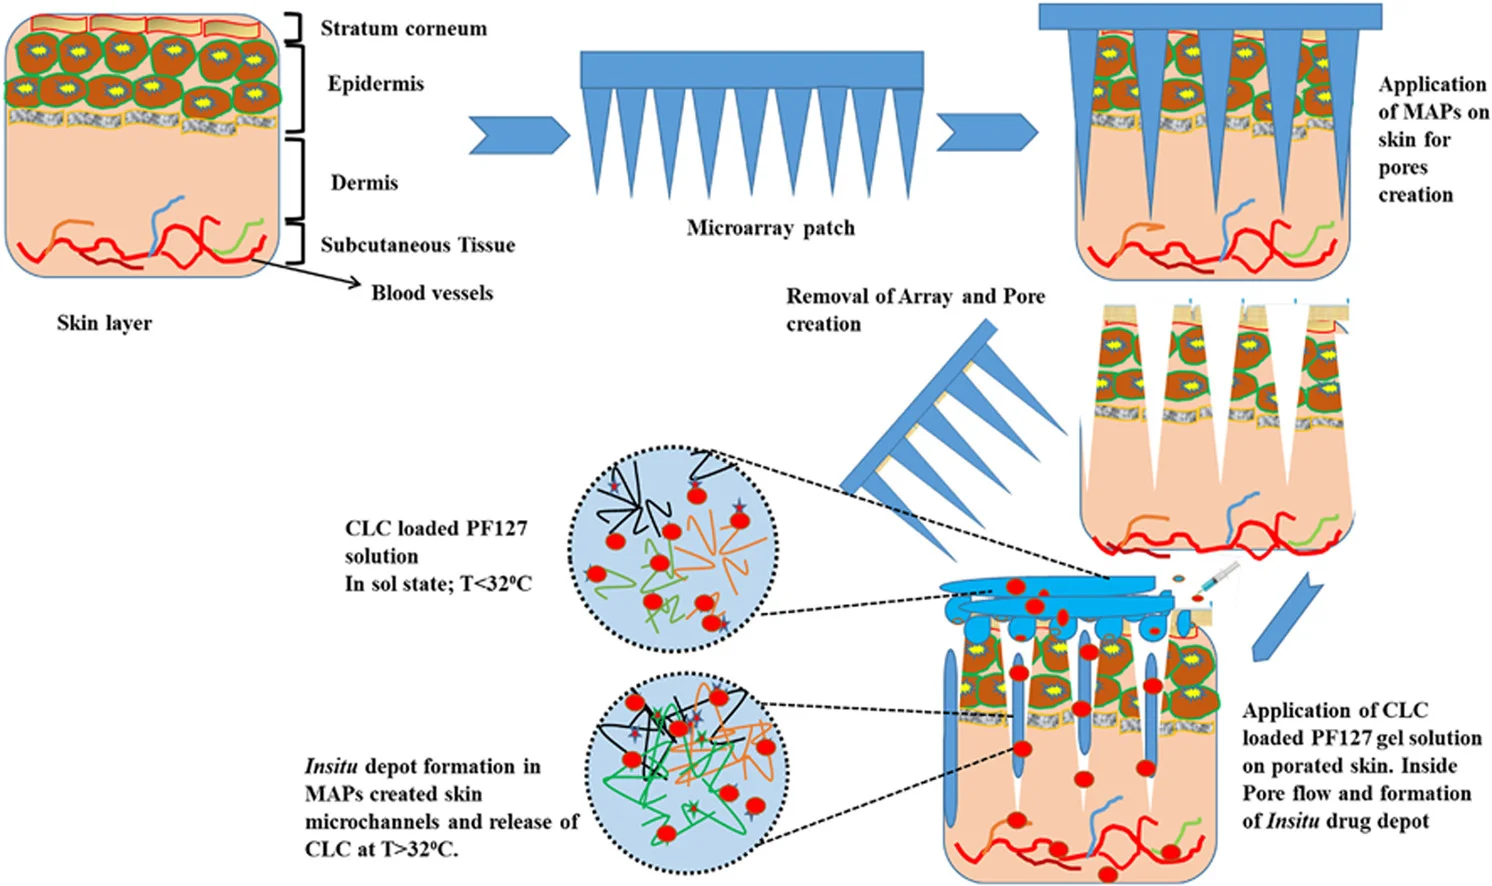 Stratum corneum
Epidermis
Dermis
Subcutaneous Tissue
Blood vessels
Skin layer
Microarray patch
Application
of MAPs on
skin for
pores
creation
Removal of Array and Pore
creation
CLC loaded PF127
solution
In sol state; T<32⁰C
Insitu depot formation in
MAPs created skin
microchannels and release of
CLC at T>32⁰C.
Application of CLC
loaded PF127 gel solution
on porated skin. Inside
Pore flow and formation
of Insitu drug depot